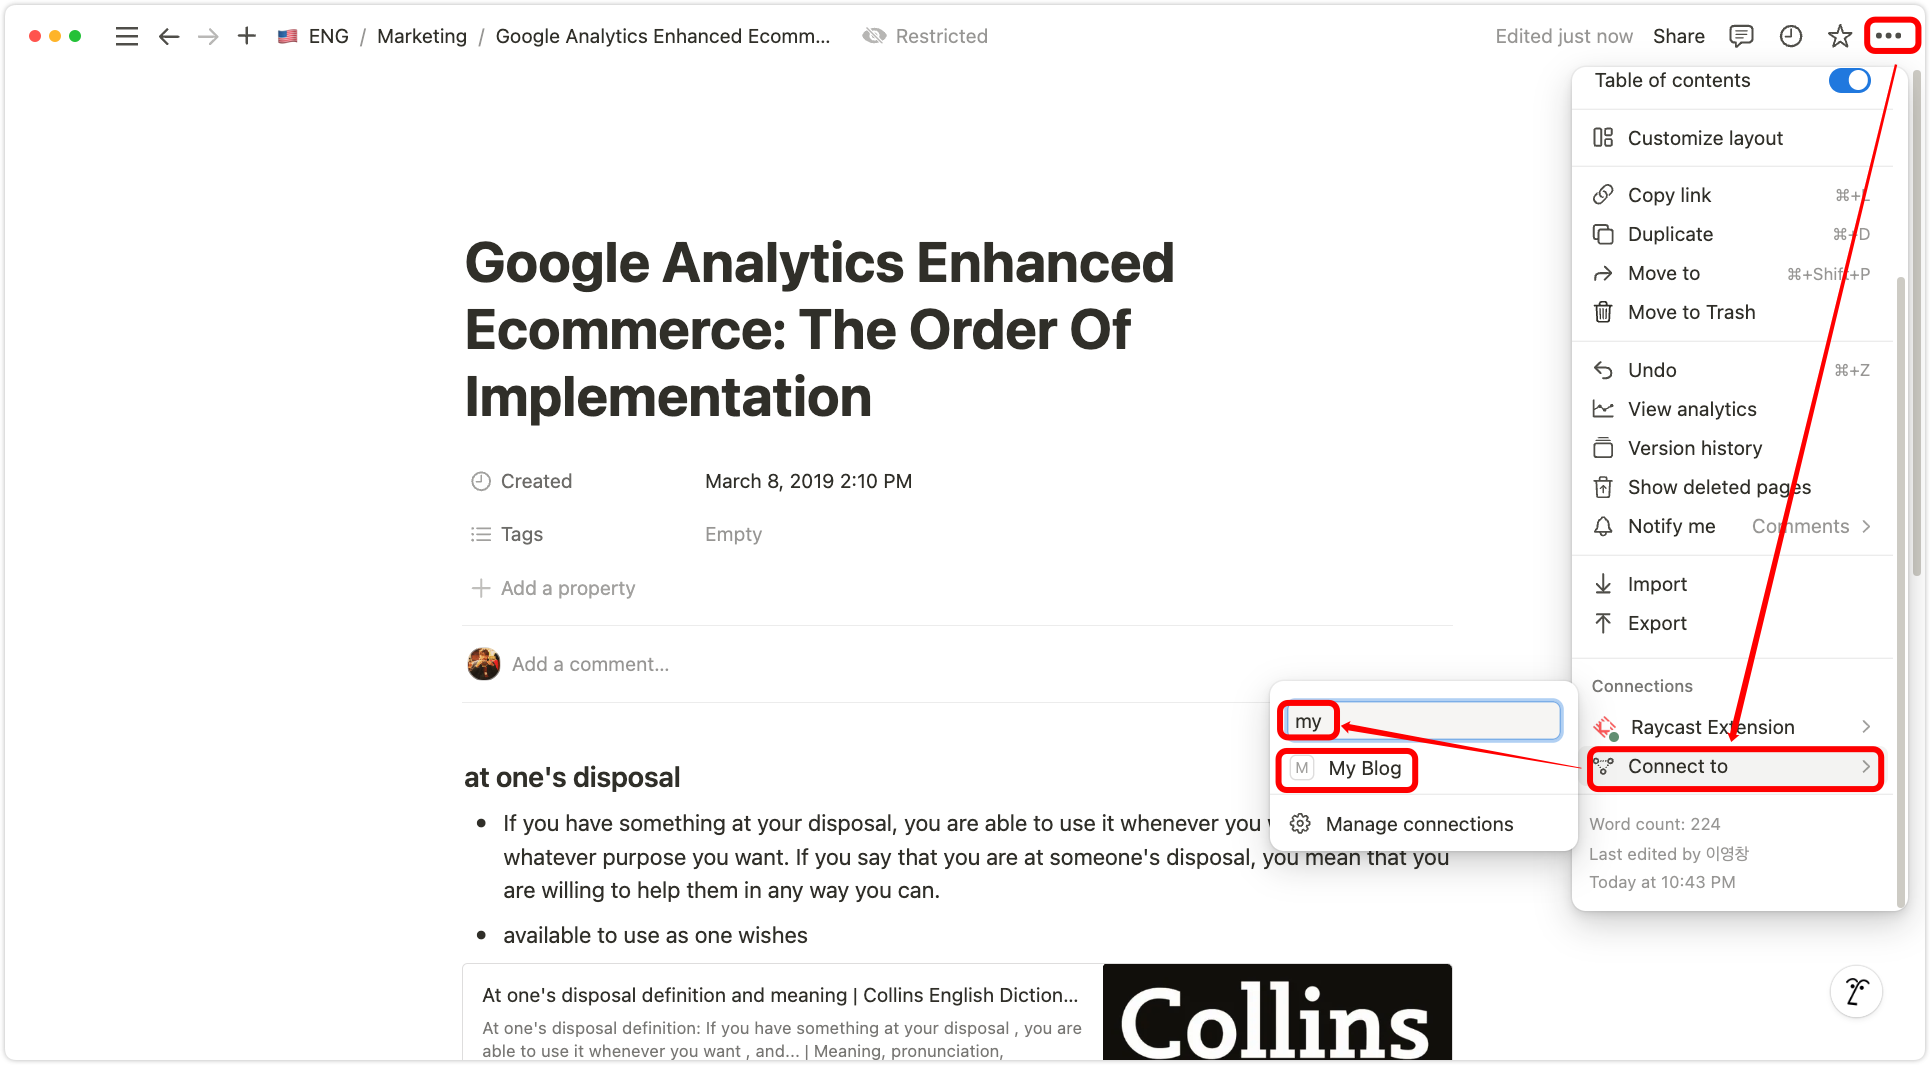 ENG / Marketing / Google Analytics Enhanced Ecomm... Restricted
Edited just now Share
Table of contents
Customize layout
Copy link ⌘+L
Duplicate ⌘+D
Move to ⌘+Shift+P
Move to Trash
Undo ⌘+Z
View analytics
Version history
Show deleted pages
Notify me Comments
Import
Export
Connections
Raycast Extension
Connect to
Word count: 224
Last edited by 이영창
Today at 10:43 PM
my
M My Blog
Manage connections
Google Analytics Enhanced
Ecommerce: The Order Of
Implementation
Created March 8, 2019 2:10 PM
Tags Empty
Add a property
Add a comment...
at one's disposal
• If you have something at your disposal, you are able to use it whenever you
whatever purpose you want. If you say that you are at someone's disposal, you mean that you
are willing to help them in any way you can.
• available to use as one wishes
At one's disposal definition and meaning | Collins English Diction...
At one's disposal definition: If you have something at your disposal , you are
able to use it whenever you want , and... | Meaning, pronunciation,
Collins